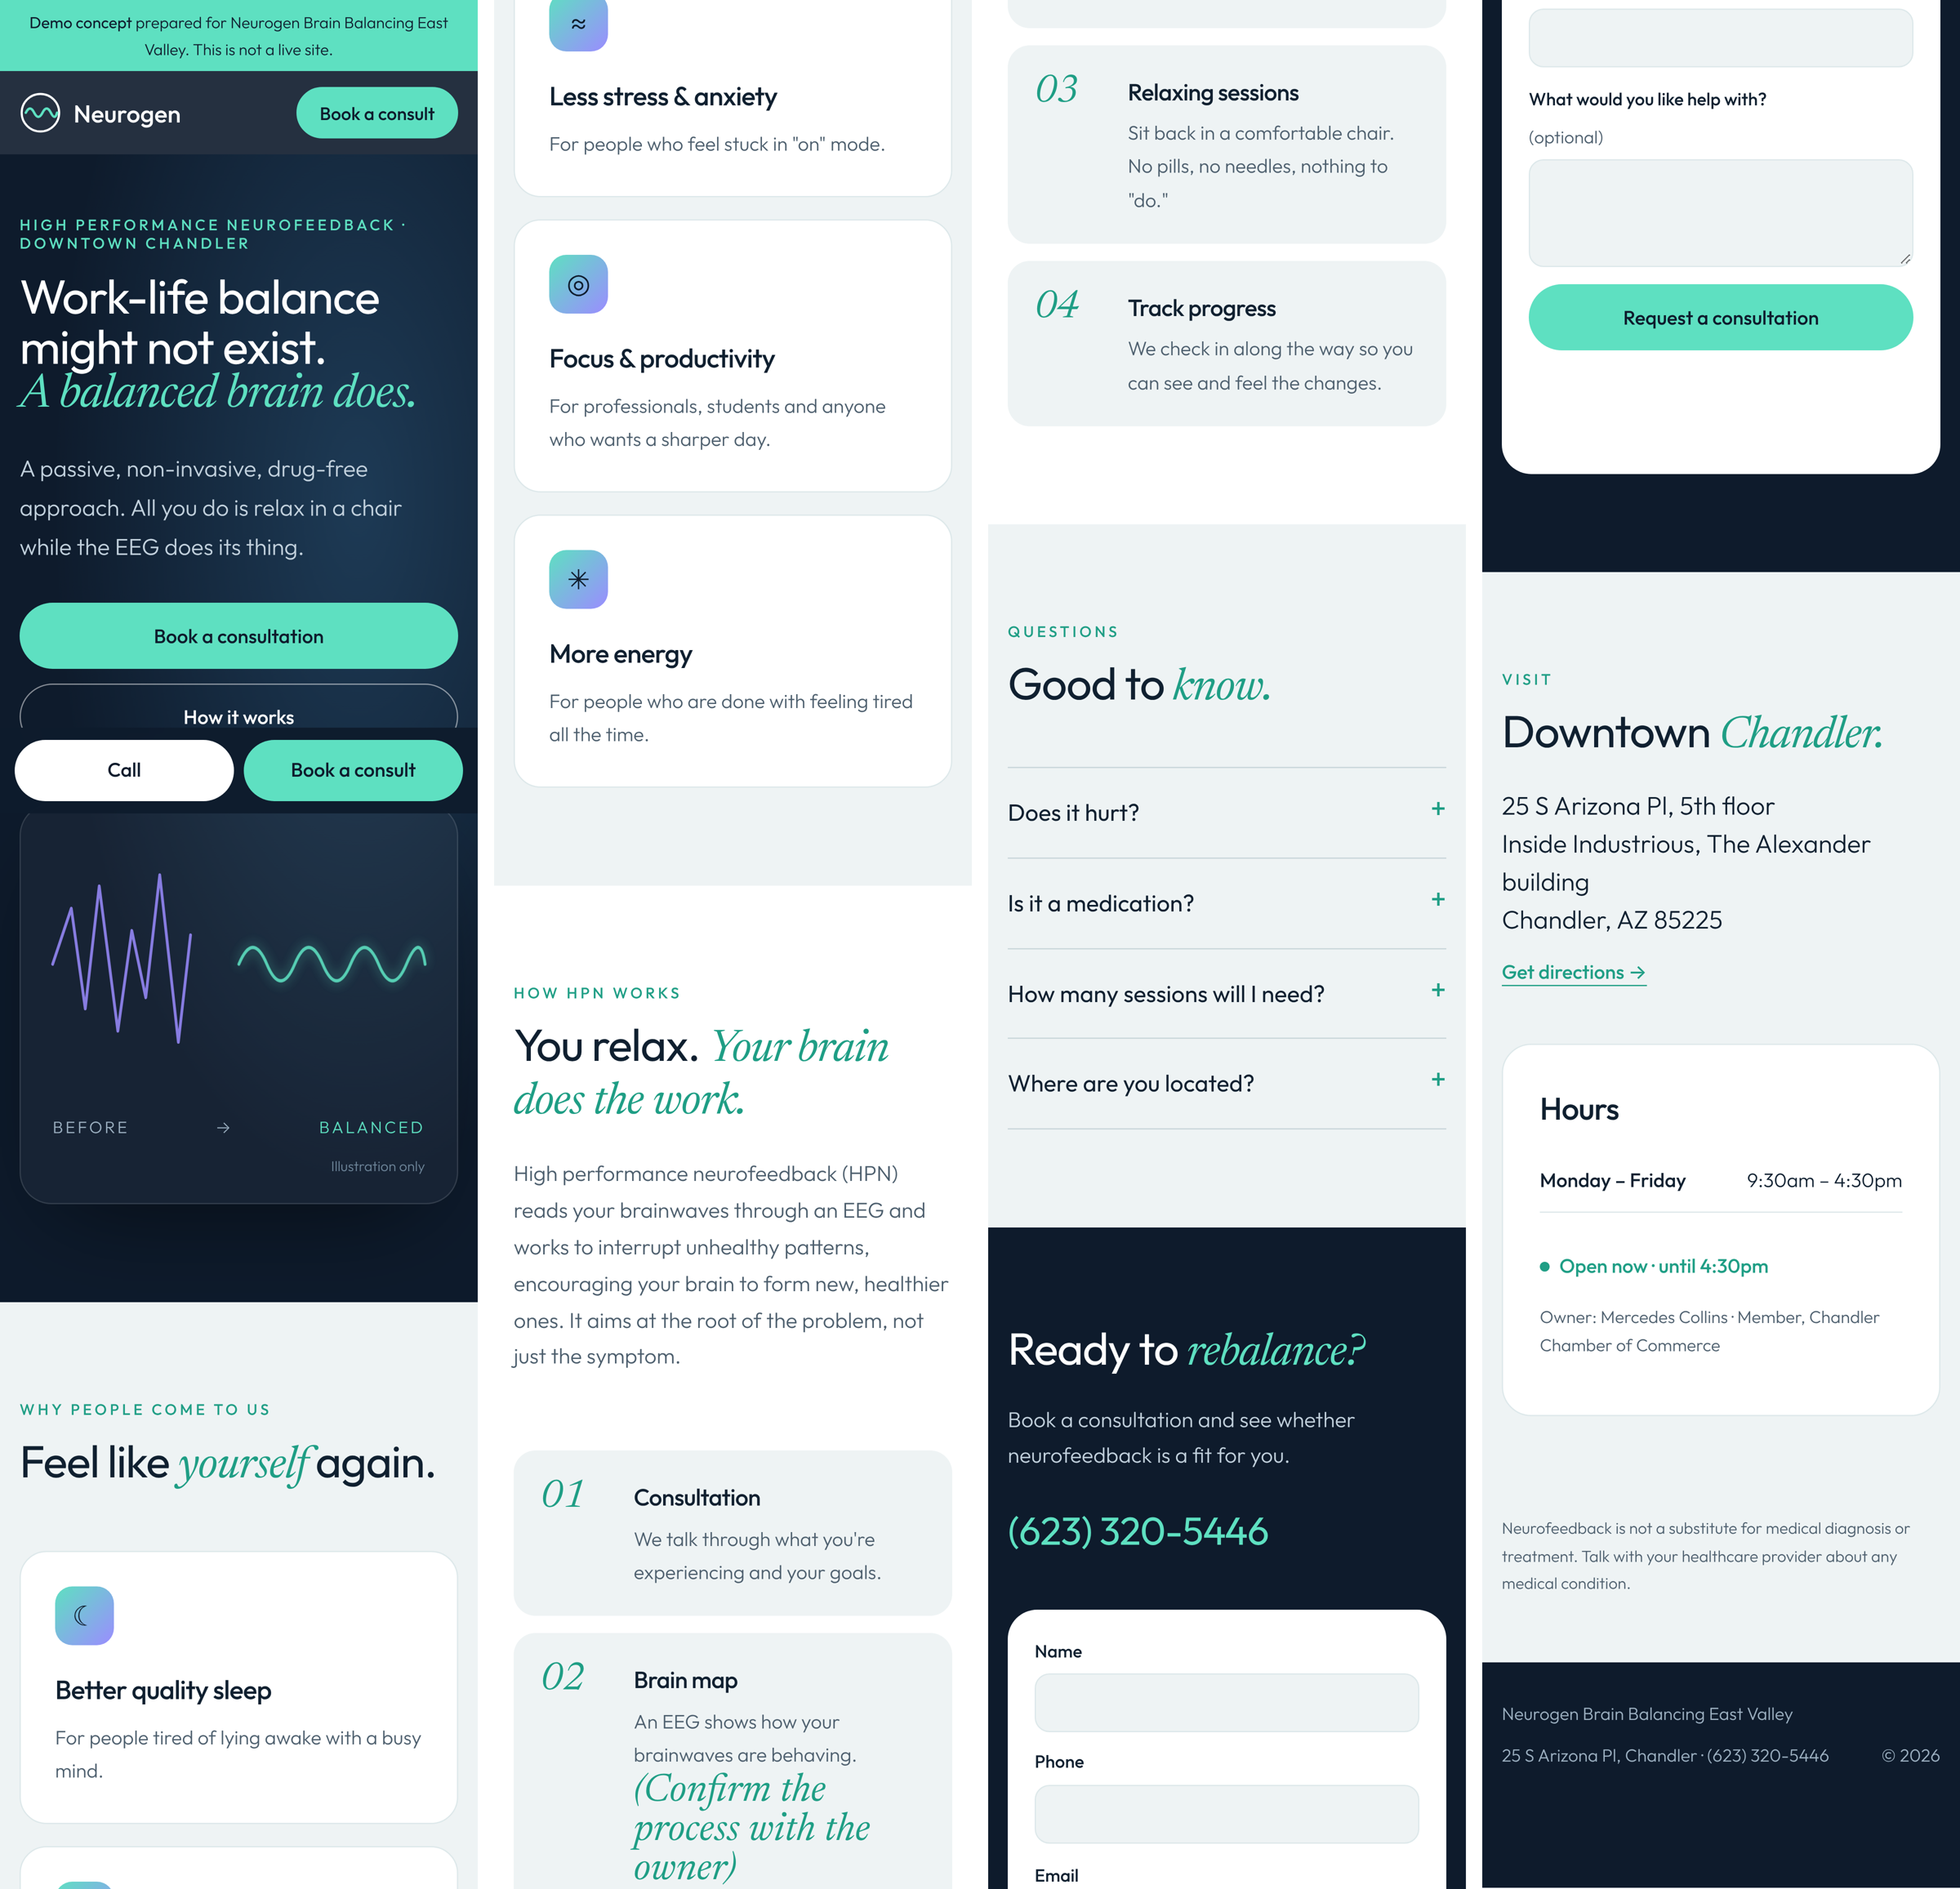 Demo concept prepared for Neurogen Brain Balancing East
Valley. This is not a live site.
Neurogen
Book a consult
HIGH PERFORMANCE NEUROFEEDBACK ·
DOWNTOWN CHANDLER
Work-life balance
might not exist.
A balanced brain does.
A passive, non-invasive, drug-free
approach. All you do is relax in a chair
while the EEG does its thing.
Book a consultation
How it works
Call
Book a consult
BEFORE → BALANCED
Illustration only
WHY PEOPLE COME TO US
Feel like yourself again.
Better quality sleep
For people tired of lying awake with a busy
mind.
Less stress & anxiety
For people who feel stuck in "on" mode.
Focus & productivity
For professionals, students and anyone
who wants a sharper day.
More energy
For people who are done with feeling tired
all the time.
HOW HPN WORKS
You relax. Your brain
does the work.
High performance neurofeedback (HPN)
reads your brainwaves through an EEG and
works to interrupt unhealthy patterns,
encouraging your brain to form new, healthier
ones. It aims at the root of the problem, not
just the symptom.
01
Consultation
We talk through what you're
experiencing and your goals.
02
Brain map
An EEG shows how your
brainwaves are behaving.
(Confirm the
process with the
owner)
03
Relaxing sessions
Sit back in a comfortable chair.
No pills, no needles, nothing to
"do."
04
Track progress
We check in along the way so you
can see and feel the changes.
QUESTIONS
Good to know.
Does it hurt? +
Is it a medication? +
How many sessions will I need? +
Where are you located? +
Ready to rebalance?
Book a consultation and see whether
neurofeedback is a fit for you.
(623) 320-5446
Name
Phone
Email
What would you like help with?
(optional)
Request a consultation
VISIT
Downtown Chandler.
25 S Arizona Pl, 5th floor
Inside Industrious, The Alexander
building
Chandler, AZ 85225
Get directions →
Hours
Monday – Friday 9:30am – 4:30pm
Open now · until 4:30pm
Owner: Mercedes Collins · Member, Chandler
Chamber of Commerce
Neurofeedback is not a substitute for medical diagnosis or
treatment. Talk with your healthcare provider about any
medical condition.
Neurogen Brain Balancing East Valley
25 S Arizona Pl, Chandler · (623) 320-5446 © 2026